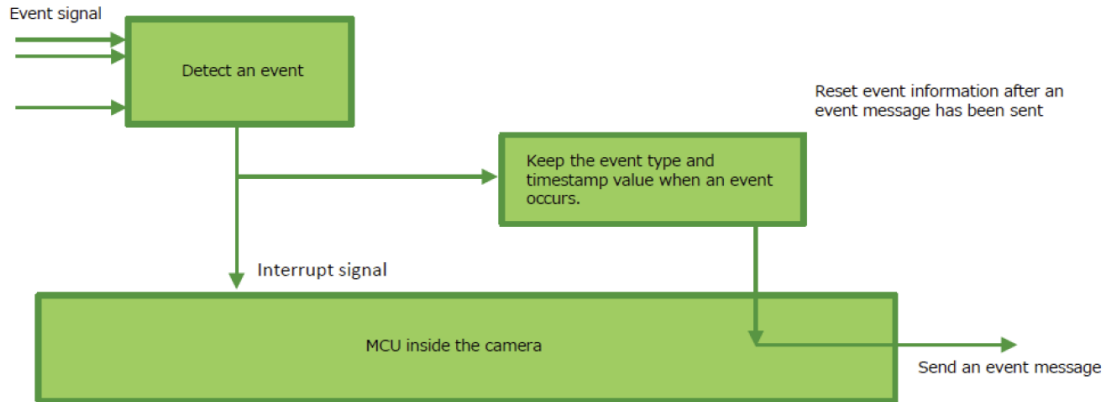 Event signal
Detect an event
Reset event information after an
event message has been sent
Keep the event type and
timestamp value when an event
occurs.
Interrupt signal
MCU inside the camera
Send an event message